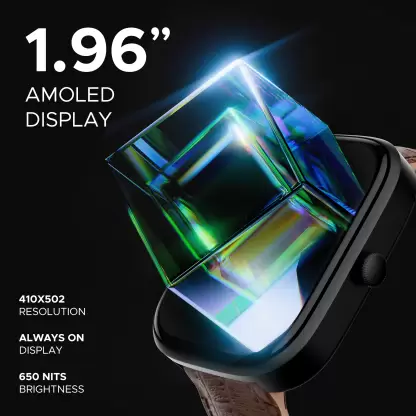 1.96”
AMOLED
DISPLAY
410X502
RESOLUTION
ALWAYS ON
DISPLAY
650 NITS
BRIGHTNESS